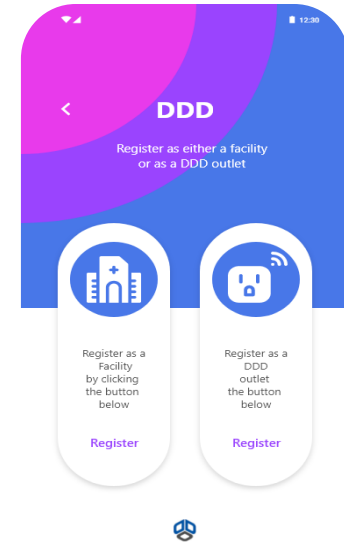 12:30
DDD
Register as either a facility
or as a DDD outlet
Register as a
Facility
by clicking
the button
below
Register
Register as a
DDD
outlet
the button
below
Register